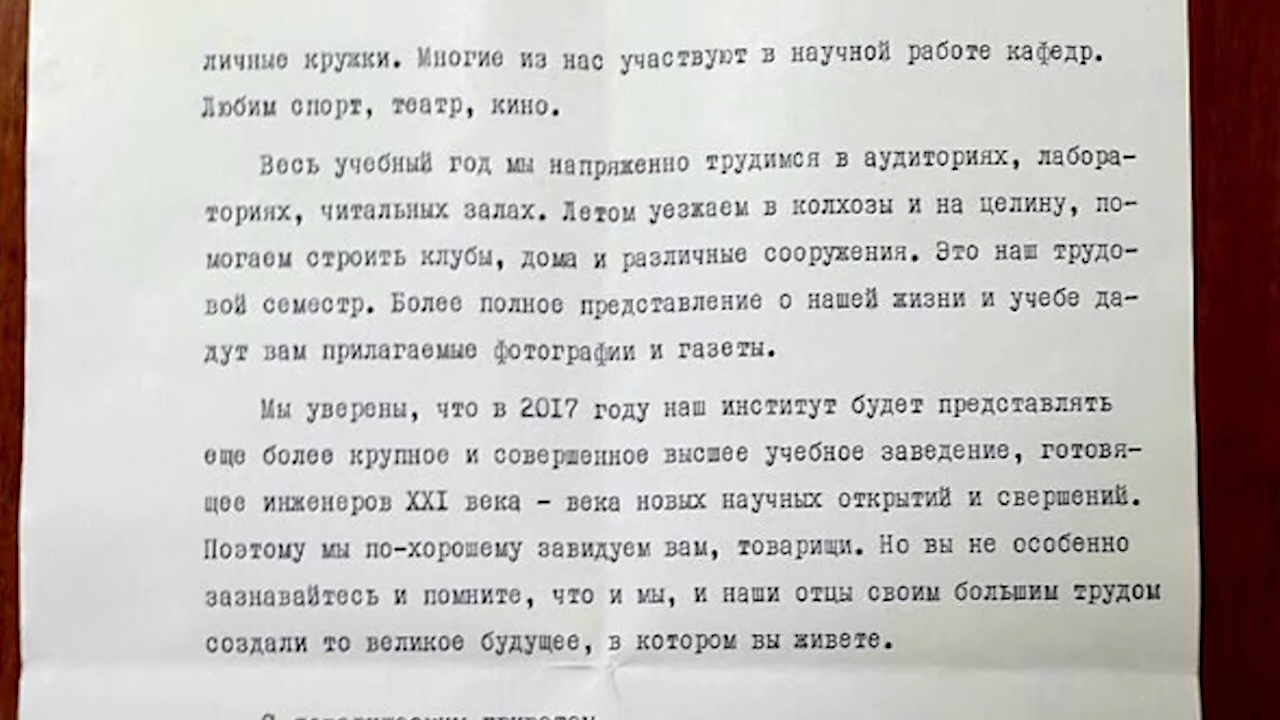 личные кружки. Многие из нас участвуют в научной работе кафедр.
Любим спорт, театр, кино.
Весь учебный год мы напряженно трудимся в аудиториях, лабора-
ториях, читальных залах. Летом уезжаем в колхозы и на целину, по-
могаем строить клубы, дома и различные сооружения. Это наш трудо-
вой семестр. Более полное представление о нашей жизни и учебе да-
дут вам прилагаемые фотографии и газеты.
Мы уверены, что в 2017 году наш институт будет представлять
еще более крупное и совершенное высшее учебное заведение, готовя-
щее инженеров XXI века - века новых научных открытий и свершений.
Поэтому мы по-хорошему завидуем вам, товарищи. Но вы не особенно
зазнавайтесь и помните, что и мы, и наши отцы своим большим трудом
создали то великое будущее, в котором вы живете.